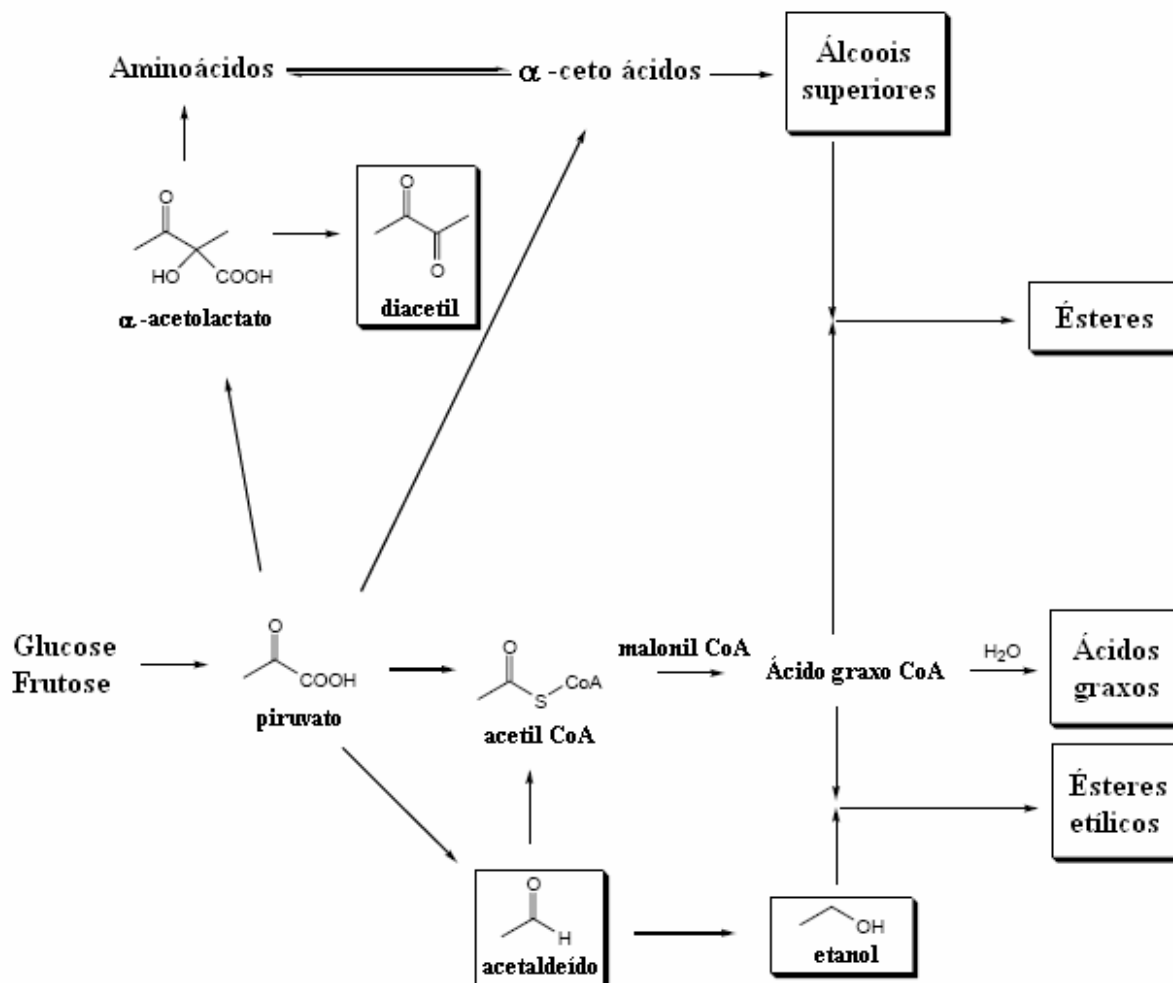 Aminoácidos
α -ceto ácidos
Álcoois
superiores
O
HO
COOH
α -acetolactato
O
O
diacetil
Ésteres
Glucose
Frutose
O
COOH
piruvato
O
S
CoA
acetil CoA
malonil CoA
Ácido graxo CoA
H₂O
Ácidos
graxos
Ésteres
etílicos
O
H
acetaldeído
OH
etanol